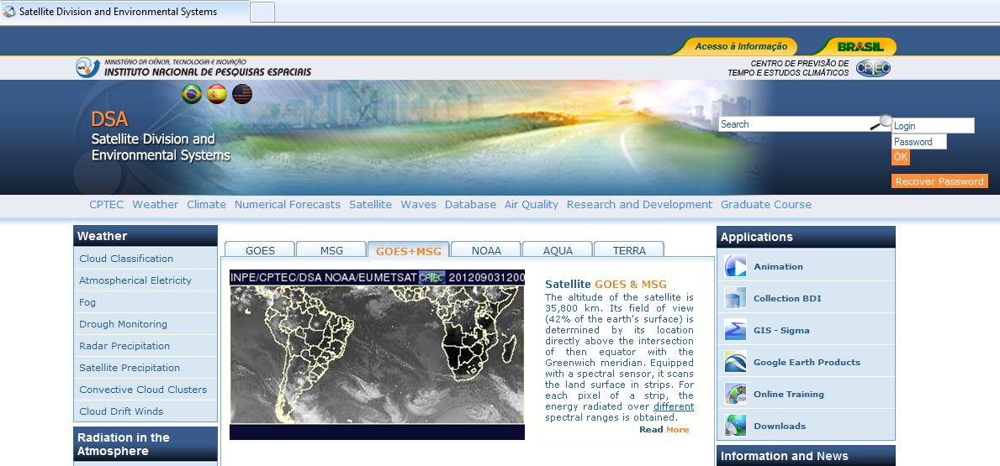 Satellite Division and Environmental Systems
Acesso à Informação
BRASIL
MINISTÉRIO DA CIÊNCIA, TECNOLOGIA E INOVAÇÃO
INSTITUTO NACIONAL DE PESQUISAS ESPACIAIS
CENTRO DE PREVISÃO DE
TEMPO E ESTUDOS CLIMÁTICOS
CPTEC
DSA
Satellite Division and
Environmental Systems
Search
Login
Password
OK
Recover Password
CPTEC Weather Climate Numerical Forecasts Satellite Waves Database Air Quality Research and Development Graduate Course
Weather
Cloud Classification
Atmospherical Eletricity
Fog
Drough Monitoring
Radar Precipitation
Satellite Precipitation
Convective Cloud Clusters
Cloud Drift Winds
Radiation in the
Atmosphere
GOES MSG GOES+MSG NOAA AQUA TERRA
INPE/CPTEC/DSA NOAA/EUMETSAT CPTEC 201209031200
Satellite GOES & MSG
The altitude of the satellite is
35,800 km. Its field of view
(42% of the earth's surface) is
determined by its location
directly above the intersection
of then equator with the
Greenwich meridian. Equipped
with a spectral sensor, it scans
the land surface in strips. For
each pixel of a strip, the
energy radiated over different
spectral ranges is obtained.
Read More
Applications
Animation
Collection BDI
GIS - Sigma
Google Earth Products
Online Training
Downloads
Information and News